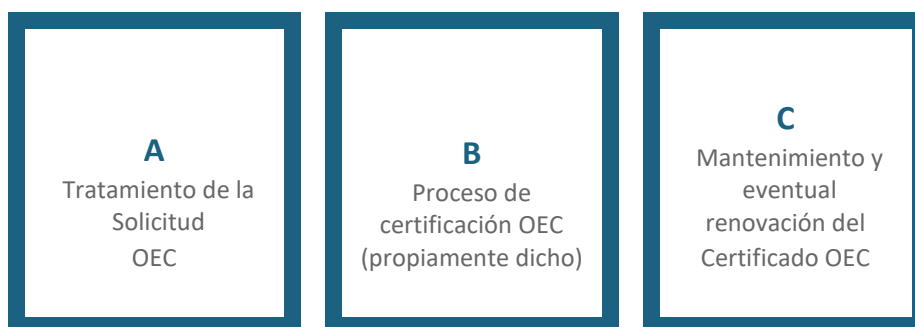 A
Tratamiento de la
Solicitud
OEC
B
Proceso de
certificación OEC
(propiamente dicho)
C
Mantenimiento y
eventual
renovación del
Certificado OEC